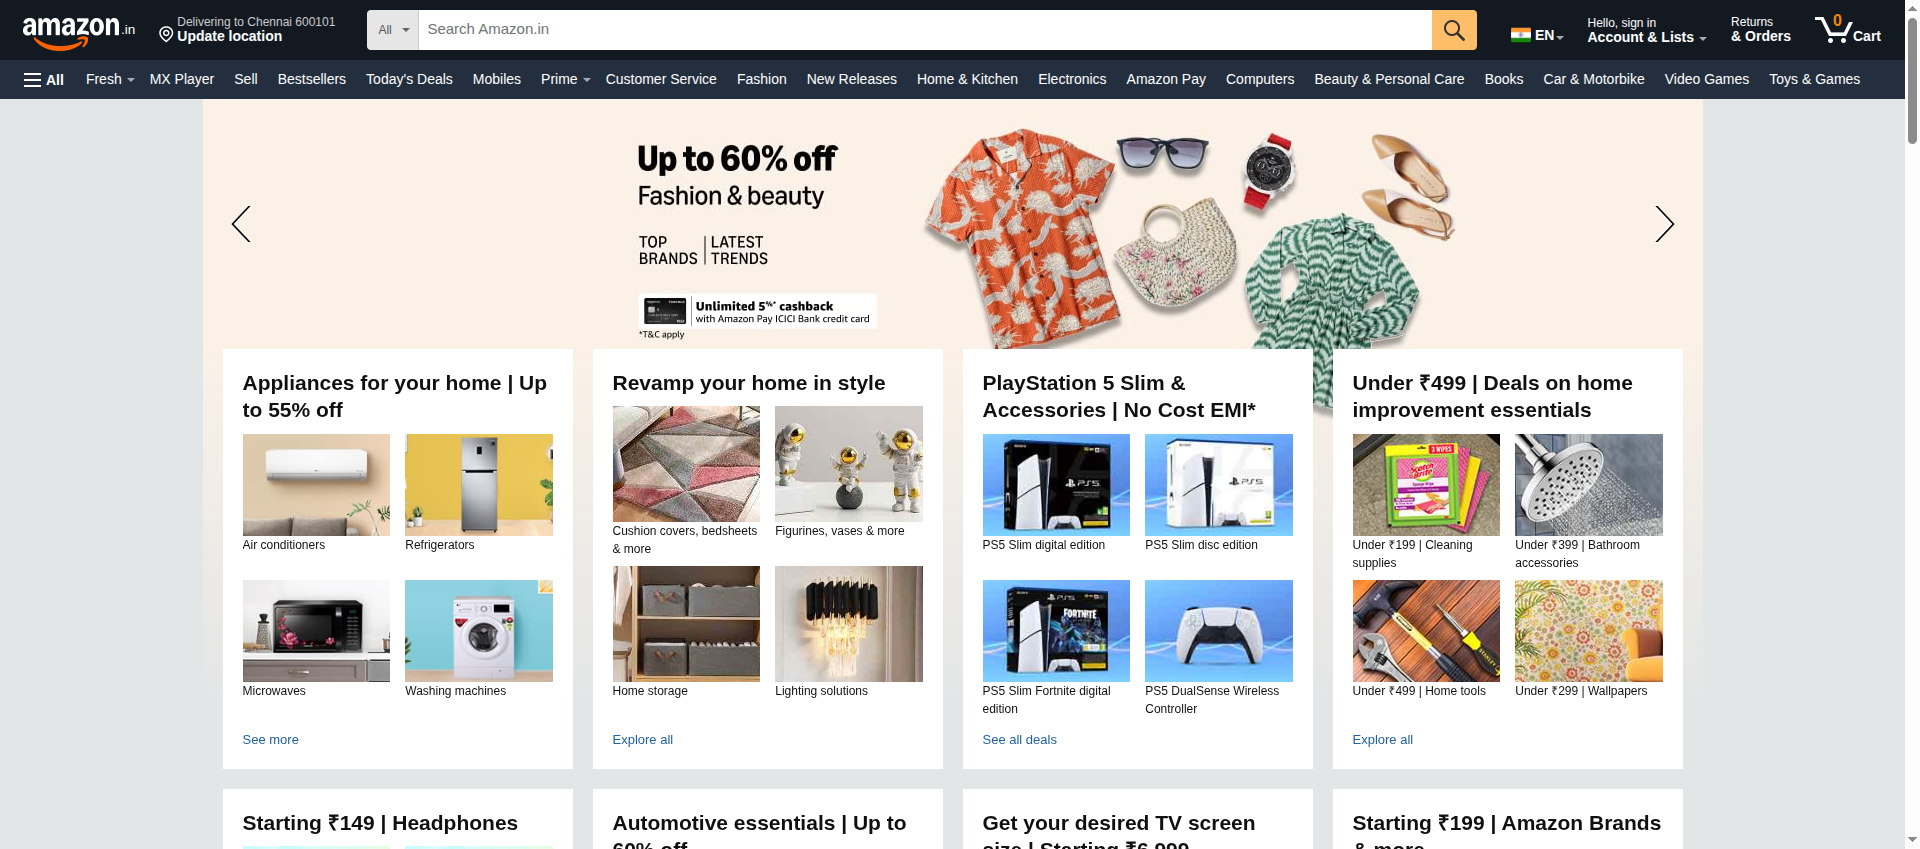 amazon.in
Delivering to Chennai 600101
Update location
All
Search Amazon.in
EN
Hello, sign in
Account & Lists
Returns
& Orders
0
Cart
All Fresh MX Player Sell Bestsellers Today's Deals Mobiles Prime Customer Service Fashion New Releases Home & Kitchen Electronics Amazon Pay Computers Beauty & Personal Care Books Car & Motorbike Video Games Toys & Games
Up to 60% off
Fashion & beauty
TOP BRANDS | LATEST TRENDS
Unlimited 5%* cashback
with Amazon Pay ICICI Bank credit card
*T&C apply
Appliances for your home | Up
to 55% off
Air conditioners
Refrigerators
Microwaves
Washing machines
See more
Revamp your home in style
Cushion covers, bedsheets
& more
Figurines, vases & more
Home storage
Lighting solutions
Explore all
PlayStation 5 Slim &
Accessories | No Cost EMI*
PS5
PS5
PS5 Slim digital edition
PS5 Slim disc edition
PS5
FORTNITE
PS5 Slim Fortnite digital
edition
PS5 DualSense Wireless
Controller
See all deals
Under ₹499 | Deals on home
improvement essentials
3 WIPES
Scotch Brite
Under ₹199 | Cleaning
supplies
Under ₹399 | Bathroom
accessories
STANLEY
Under ₹499 | Home tools
Under ₹299 | Wallpapers
Explore all
Starting ₹149 | Headphones
Automotive essentials | Up to
60% off
Get your desired TV screen
size | Starting ₹6,999
Starting ₹199 | Amazon Brands
& more